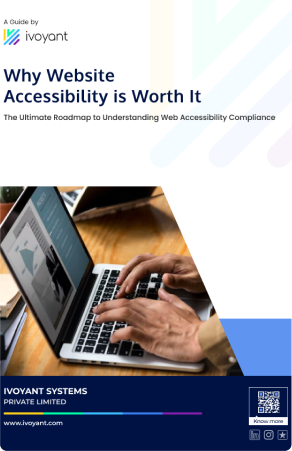 A Guide by
ivoyant
Why Website
Accessibility is Worth It
The Ultimate Roadmap to Understanding Web Accessibility Compliance
IVOYANT SYSTEMS
PRIVATE LIMITED
www.ivoyant.com
Know more
in